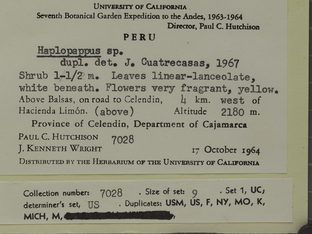 UNIVERSITY OF CALIFORNIA
Seventh Botanical Garden Expedition to the Andes, 1963-1964
Director, Paul C. Hutchison
PERU
Haplopappus sp.
dupl. det. J. Cuatrecasas, 1967
Shrub 1-1/2 m. Leaves linear-lanceolate,
white beneath. Flowers very fragrant, yellow.
Above Balsas, on road to Celendin, 4 km. west of
Hacienda Limón. (above) Altitude 2180 m.
Province of Celendin, Department of Cajamarca
PAUL C. HUTCHISON 7028
J. KENNETH WRIGHT 17 October 1964
DISTRIBUTED BY THE HERBARIUM OF THE UNIVERSITY OF CALIFORNIA
Collection number: 7028 . Size of set: 9 . Set 1, UC;
determiner's set, US . Duplicates: USM, US, F, NY, MO, K,
MICH, M,